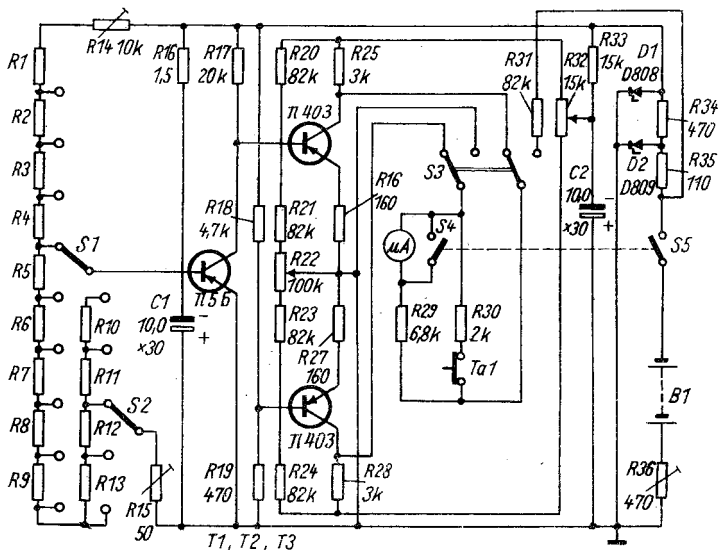 R14 10k
R1
R2
R3
R4
R5
R6
R7
R8
R9
S1
R10
R11
S2
R12
R13
R15
50
R16
1,5
R17
20k
C1
10,0
×30
−
+
П5Б
R18
4,7k
R19
470
R20
82k
R25
3k
П403
R21
82k
R22
100k
R23
82k
R16
160
R27
160
П403
R24
82k
R28
3k
T1, T2, T3
S3
S4
μA
R29
6,8k
R30
2k
Ta1
R31
82k
R32
15k
R33
15k
C2
10,0
×30
−
+
D1
D808
R34
470
D2
D809
R35
110
S5
B1
R36
470